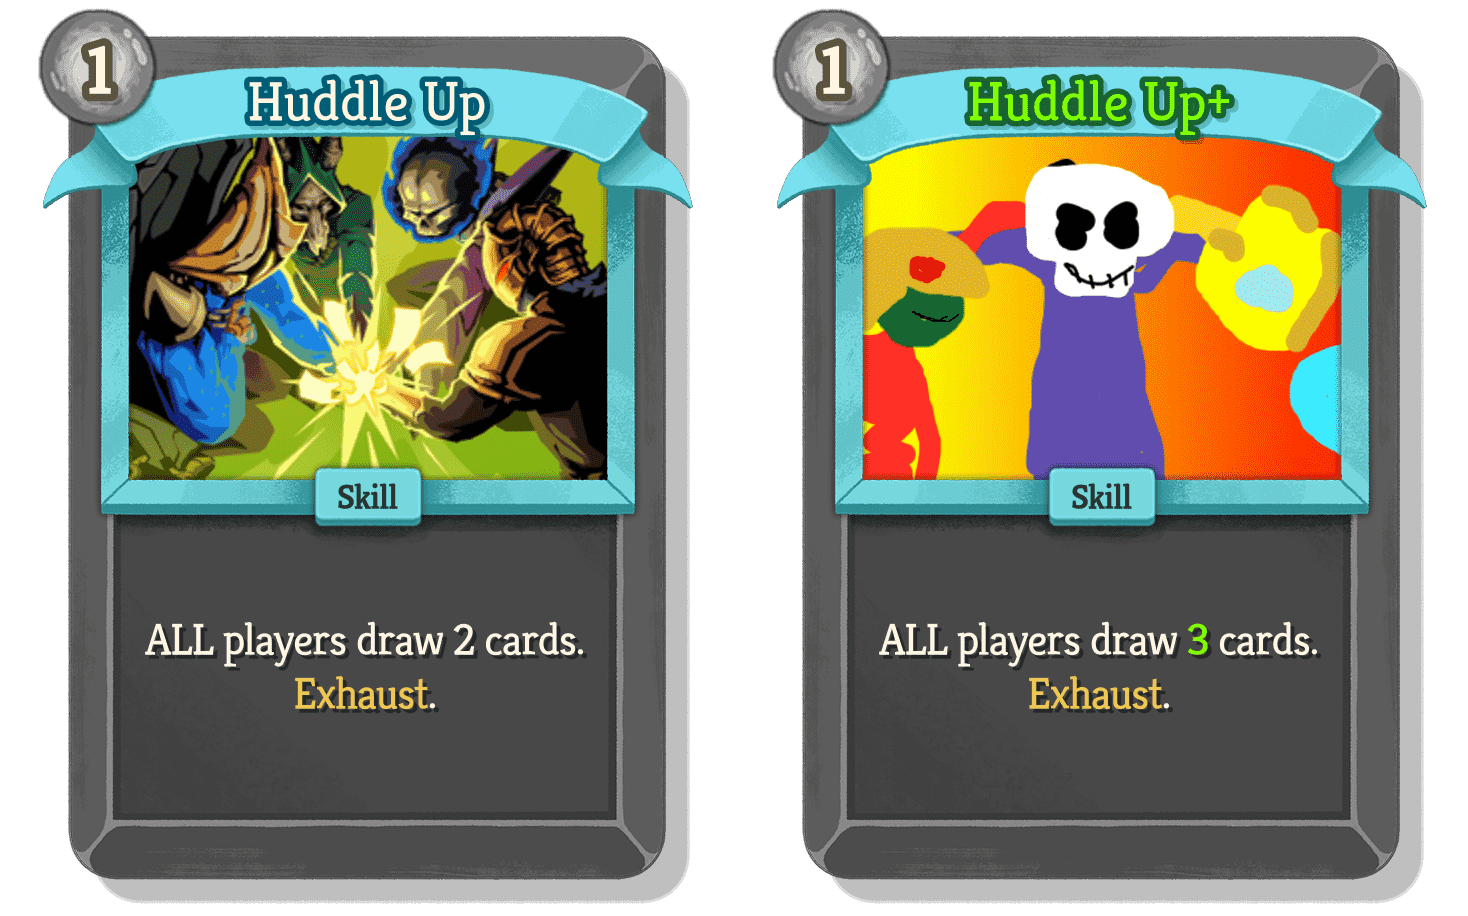 1
Huddle Up
Skill
ALL players draw 2 cards.
Exhaust.
1
Huddle Up+
Skill
ALL players draw 3 cards.
Exhaust.